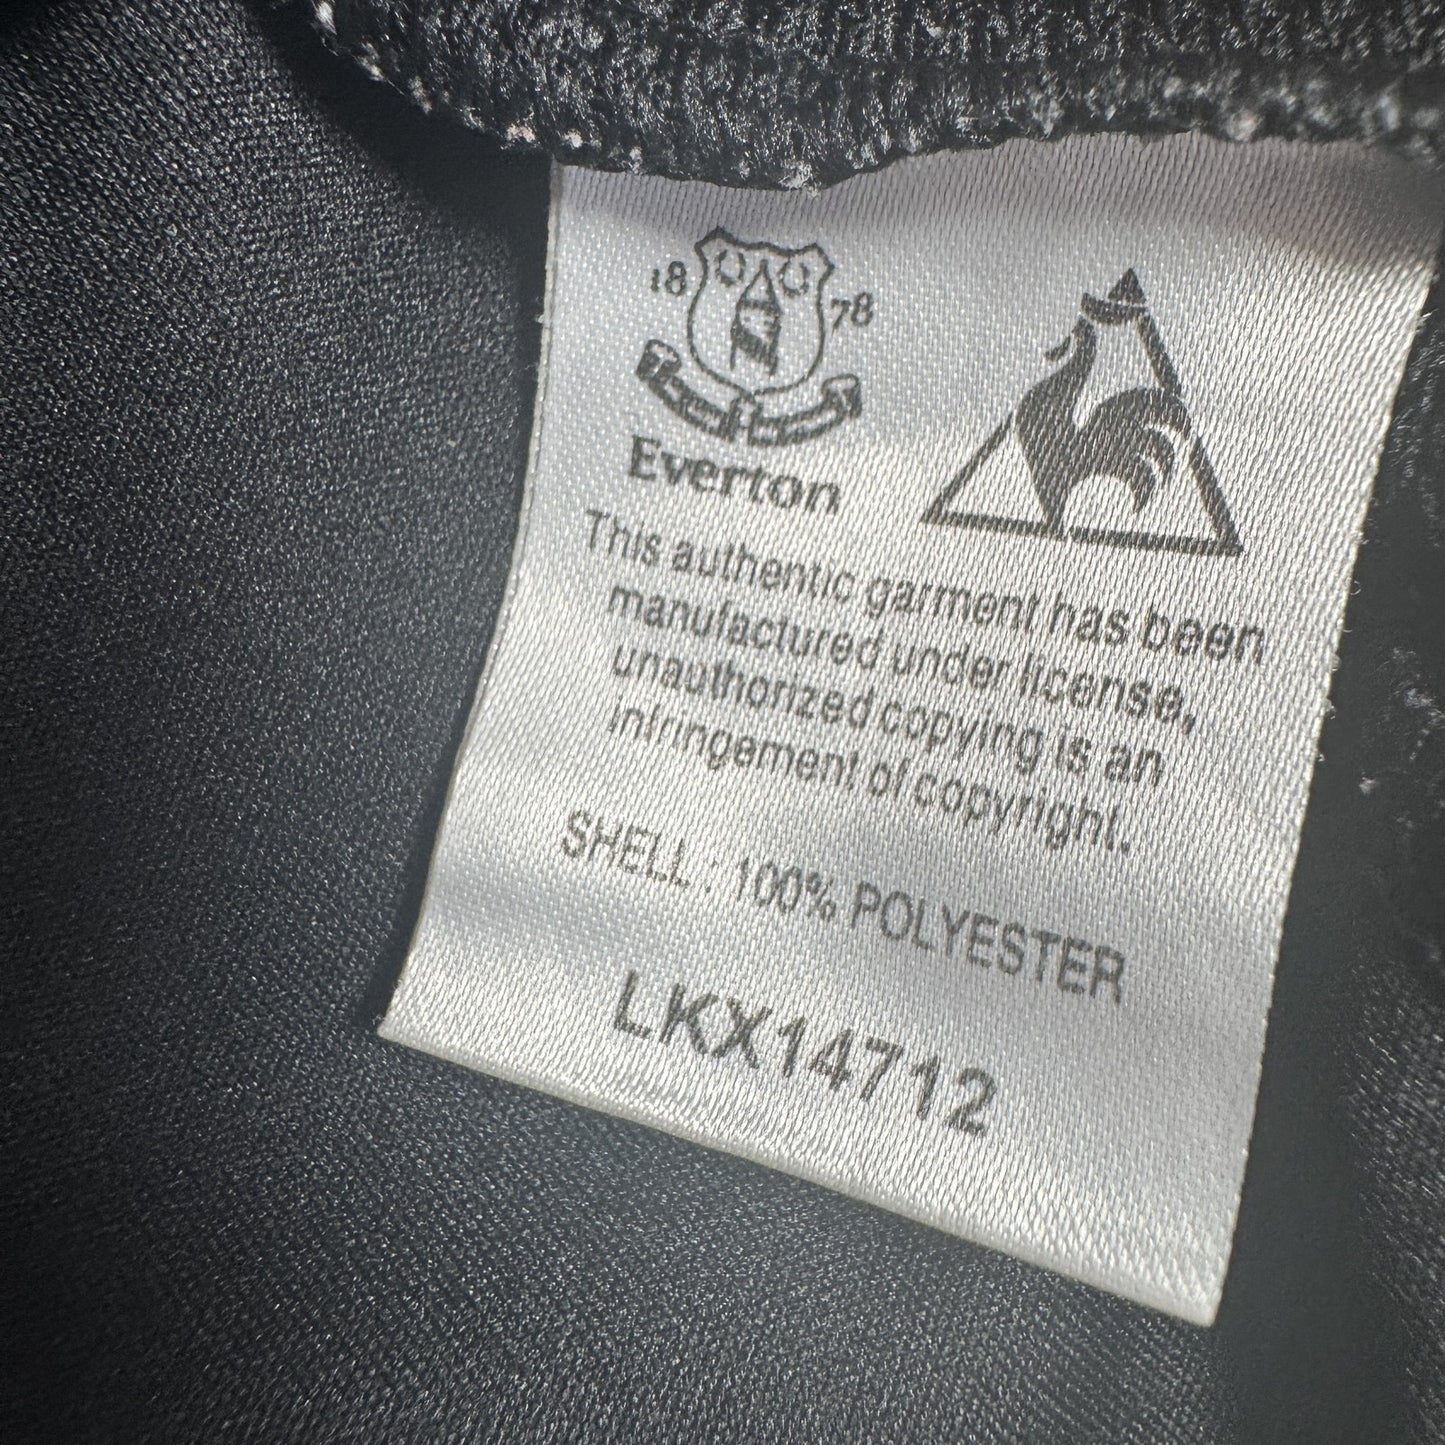 18 78
Everton
This authentic garment has been
manufactured under license,
unauthorized copying is an
infringement of copyright.
SHELL : 100% POLYESTER
LKX14712